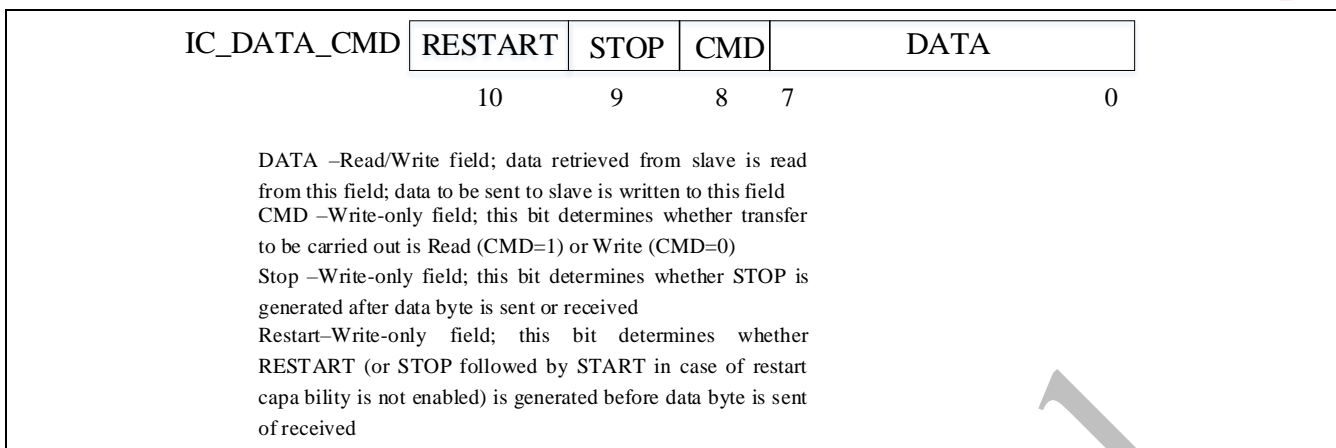 IC_DATA_CMD RESTART STOP CMD DATA
10 9 8 7 0
DATA –Read/Write field; data retrieved from slave is read
from this field; data to be sent to slave is written to this field
CMD –Write-only field; this bit determines whether transfer
to be carried out is Read (CMD=1) or Write (CMD=0)
Stop –Write-only field; this bit determines whether STOP is
generated after data byte is sent or received
Restart–Write-only field; this bit determines whether
RESTART (or STOP followed by START in case of restart
capa bility is not enabled) is generated before data byte is sent
of received